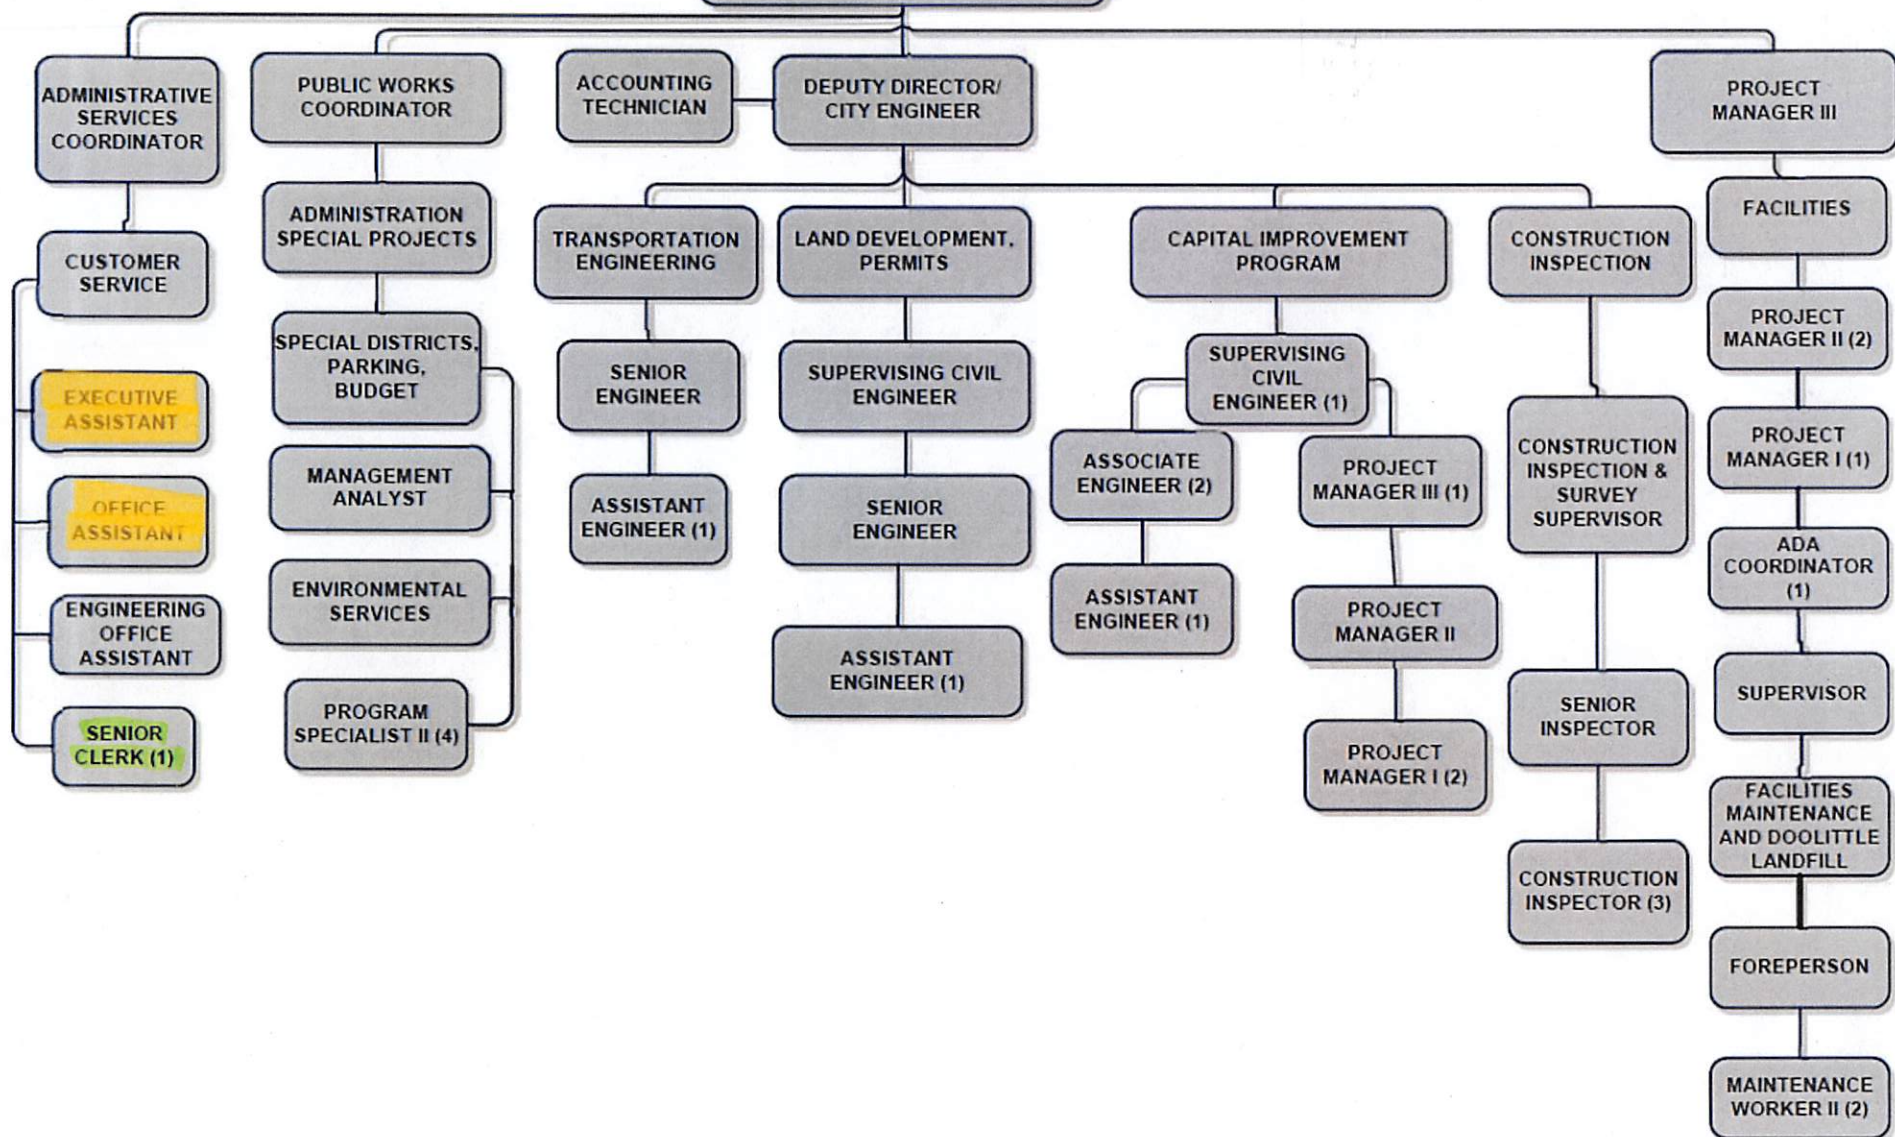 ADMINISTRATIVE
SERVICES
COORDINATOR
CUSTOMER
SERVICE
EXECUTIVE
ASSISTANT
OFFICE
ASSISTANT
ENGINEERING
OFFICE
ASSISTANT
SENIOR
CLERK (1)
PUBLIC WORKS
COORDINATOR
ADMINISTRATION
SPECIAL PROJECTS
SPECIAL DISTRICTS,
PARKING,
BUDGET
MANAGEMENT
ANALYST
ENVIRONMENTAL
SERVICES
PROGRAM
SPECIALIST II (4)
ACCOUNTING
TECHNICIAN
DEPUTY DIRECTOR/
CITY ENGINEER
TRANSPORTATION
ENGINEERING
SENIOR
ENGINEER
ASSISTANT
ENGINEER (1)
LAND DEVELOPMENT,
PERMITS
SUPERVISING CIVIL
ENGINEER
SENIOR
ENGINEER
ASSISTANT
ENGINEER (1)
CAPITAL IMPROVEMENT
PROGRAM
SUPERVISING
CIVIL
ENGINEER (1)
ASSOCIATE
ENGINEER (2)
ASSISTANT
ENGINEER (1)
PROJECT
MANAGER III (1)
PROJECT
MANAGER II
PROJECT
MANAGER I (2)
CONSTRUCTION
INSPECTION
CONSTRUCTION
INSPECTION &
SURVEY
SUPERVISOR
SENIOR
INSPECTOR
CONSTRUCTION
INSPECTOR (3)
PROJECT
MANAGER III
FACILITIES
PROJECT
MANAGER II (2)
PROJECT
MANAGER I (1)
ADA
COORDINATOR
(1)
SUPERVISOR
FACILITIES
MAINTENANCE
AND DOOLITTLE
LANDFILL
FOREPERSON
MAINTENANCE
WORKER II (2)